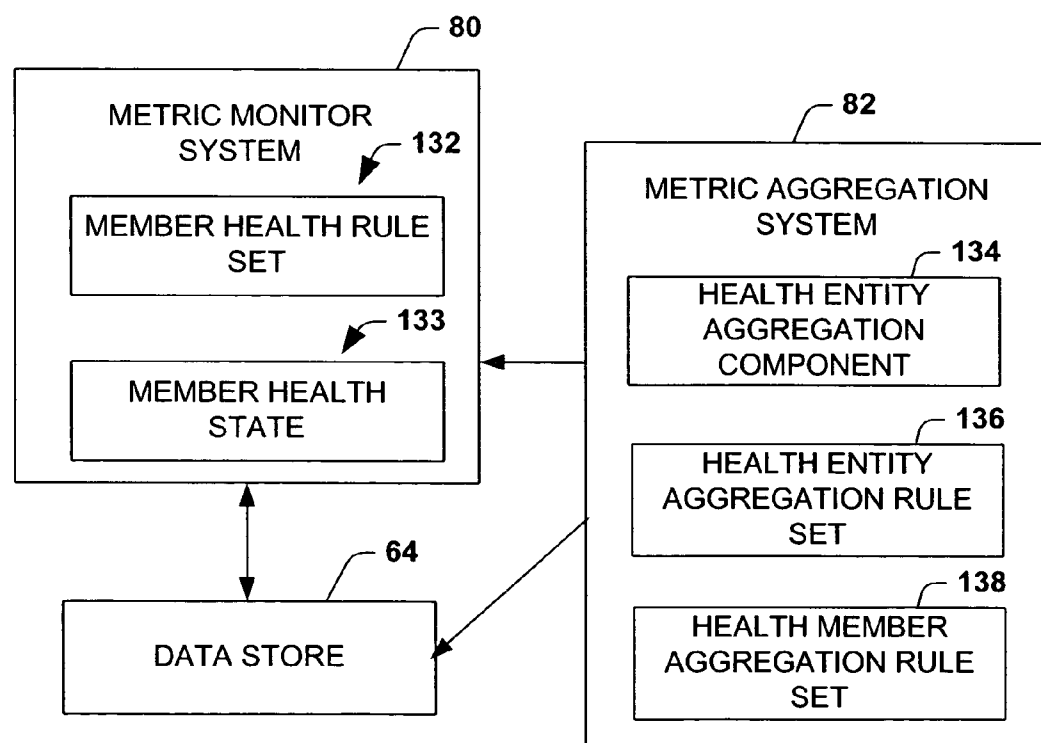 80
METRIC MONITOR
SYSTEM
132
MEMBER HEALTH RULE
SET
133
MEMBER HEALTH
STATE
64
DATA STORE
82
METRIC AGGREGATION
SYSTEM
134
HEALTH ENTITY
AGGREGATION
COMPONENT
136
HEALTH ENTITY
AGGREGATION RULE
SET
138
HEALTH MEMBER
AGGREGATION RULE
SET